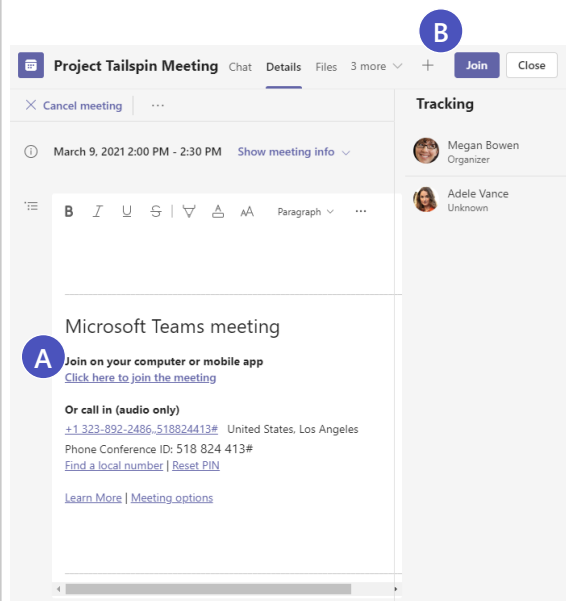 B
Project Tailspin Meeting Chat Details Files 3 more + Join Close
Cancel meeting ...
Tracking
March 9, 2021 2:00 PM - 2:30 PM Show meeting info
Megan Bowen
Organizer
Adele Vance
Unknown
B I U S | A AA Paragraph ...
Microsoft Teams meeting
A
Join on your computer or mobile app
Click here to join the meeting
Or call in (audio only)
+1 323-892-2486,,518824413# United States, Los Angeles
Phone Conference ID: 518 824 413#
Find a local number | Reset PIN
Learn More | Meeting options